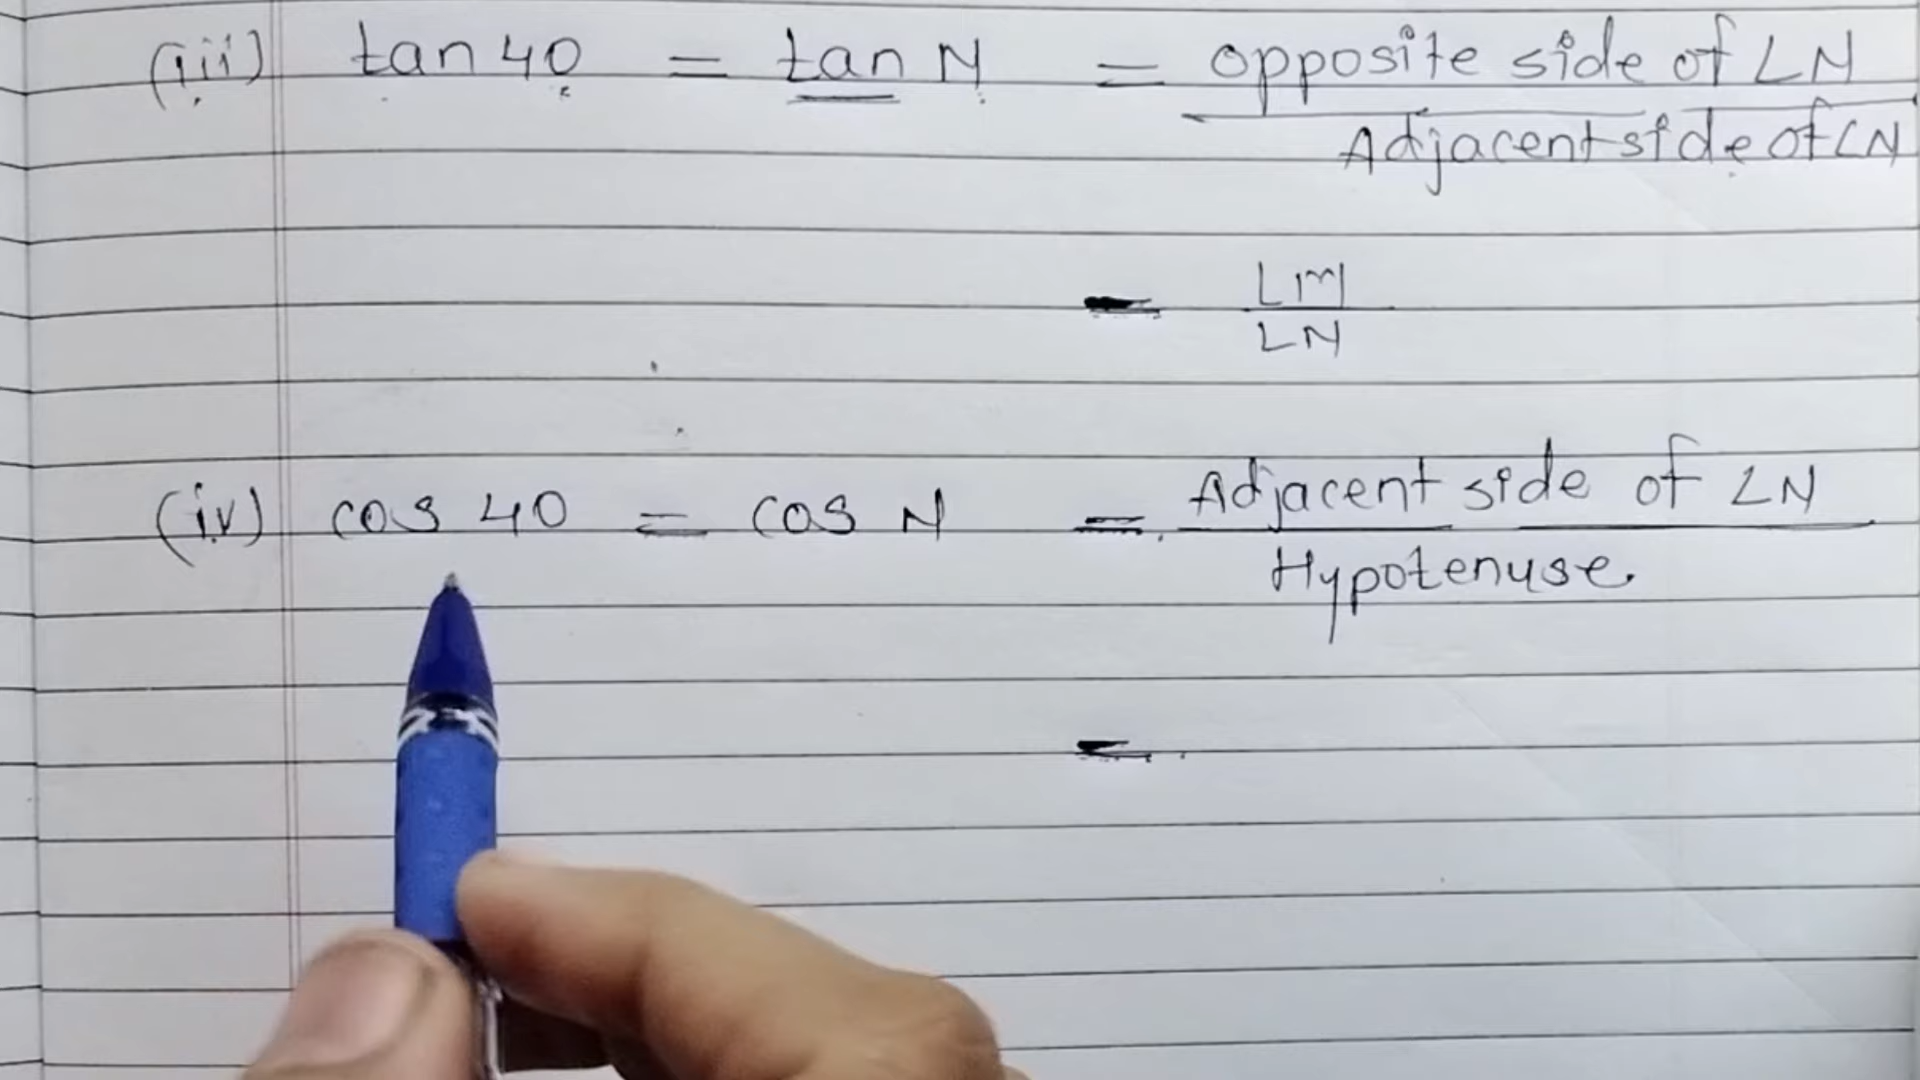 (iii) tan 40 = tan N = opposite side of ∠N
Adjacent side of ∠N
= LM
LN
(iv) cos 40 = cos N = Adjacent side of ∠N
Hypotenuse.
=